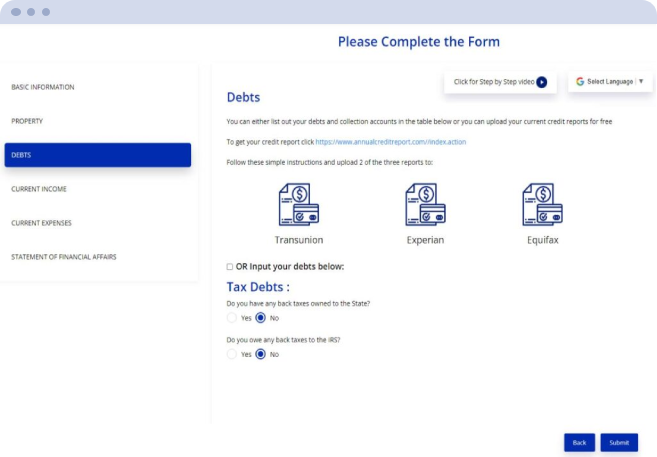 Please Complete the Form
Click for Step by Step video
Select Language | ▼
BASIC INFORMATION
PROPERTY
DEBTS
CURRENT INCOME
CURRENT EXPENSES
STATEMENT OF FINANCIAL AFFAIRS
Debts
You can either list out your debts and collection accounts in the table below or you can upload your current credit reports for free
To get your credit report click https://www.annualcreditreport.com//index.action
Follow these simple instructions and upload 2 of the three reports to:
Transunion Experian Equifax
OR Input your debts below:
Tax Debts :
Do you have any back taxes owned to the State?
Yes No
Do you owe any back taxes to the IRS?
Yes No
Back Submit